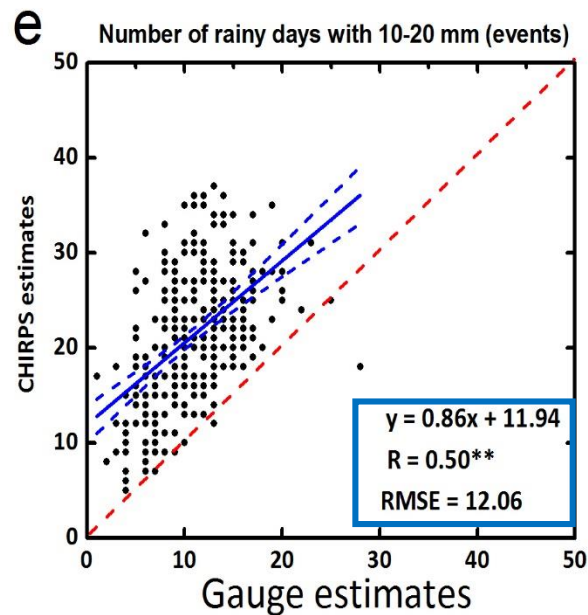 e
Number of rainy days with 10-20 mm (events)
50
40
30
20
10
0
CHIRPS estimates
y = 0.86x + 11.94
R = 0.50**
RMSE = 12.06
0 10 20 30 40 50
Gauge estimates